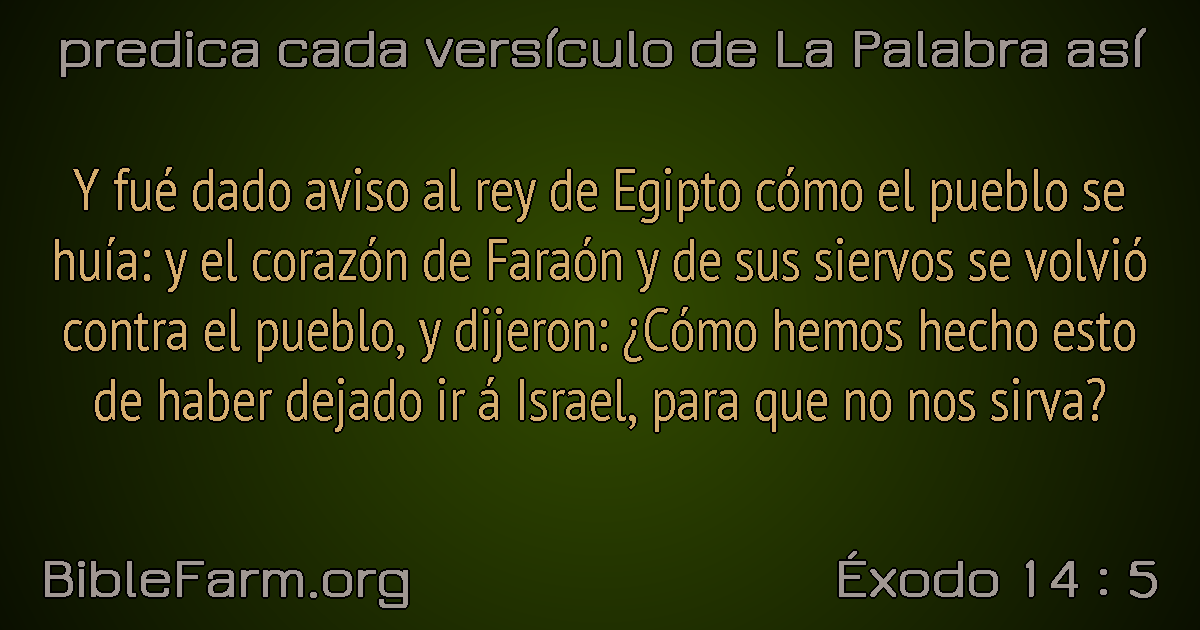 predica cada versículo de La Palabra así
Y fué dado aviso al rey de Egipto cómo el pueblo se
huía: y el corazón de Faraón y de sus siervos se volvió
contra el pueblo, y dijeron: ¿Cómo hemos hecho esto
de haber dejado ir á Israel, para que no nos sirva?
BibleFarm.org
Éxodo 14 : 5